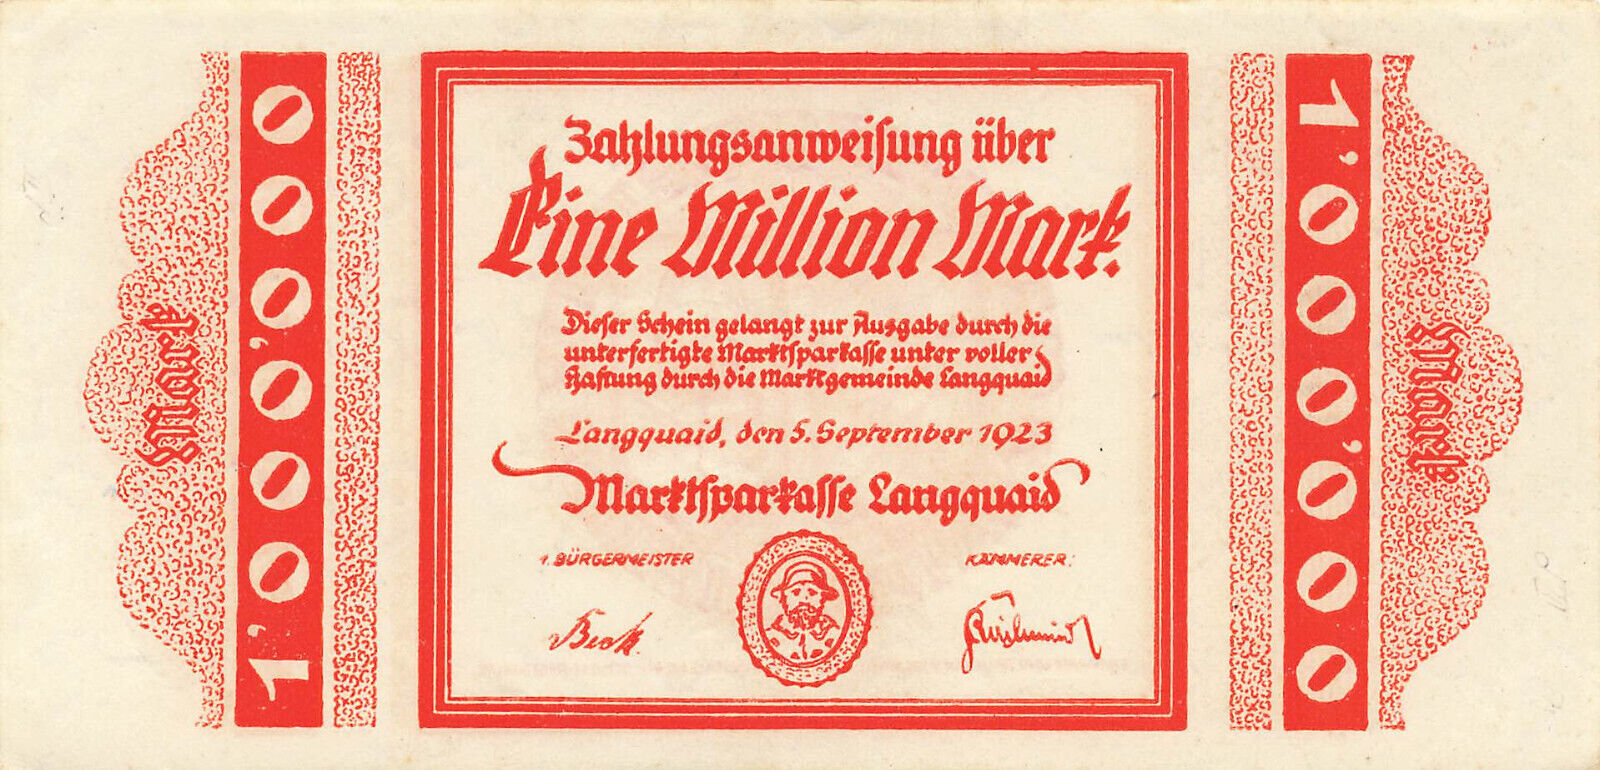 1'000'000
Mark
Zahlungsanweisung über
Eine Million Mark.
Dieser Schein gelangt zur Ausgabe durch die
unterfertigte Marktsparkasse unter voller
Haftung durch die Marktgemeinde Langquaid
Langquaid, den 5. September 1923
Marktsparkasse Langquaid
1. BÜRGERMEISTER
KÄMMERER:
Beck.
1'000'000
Mark